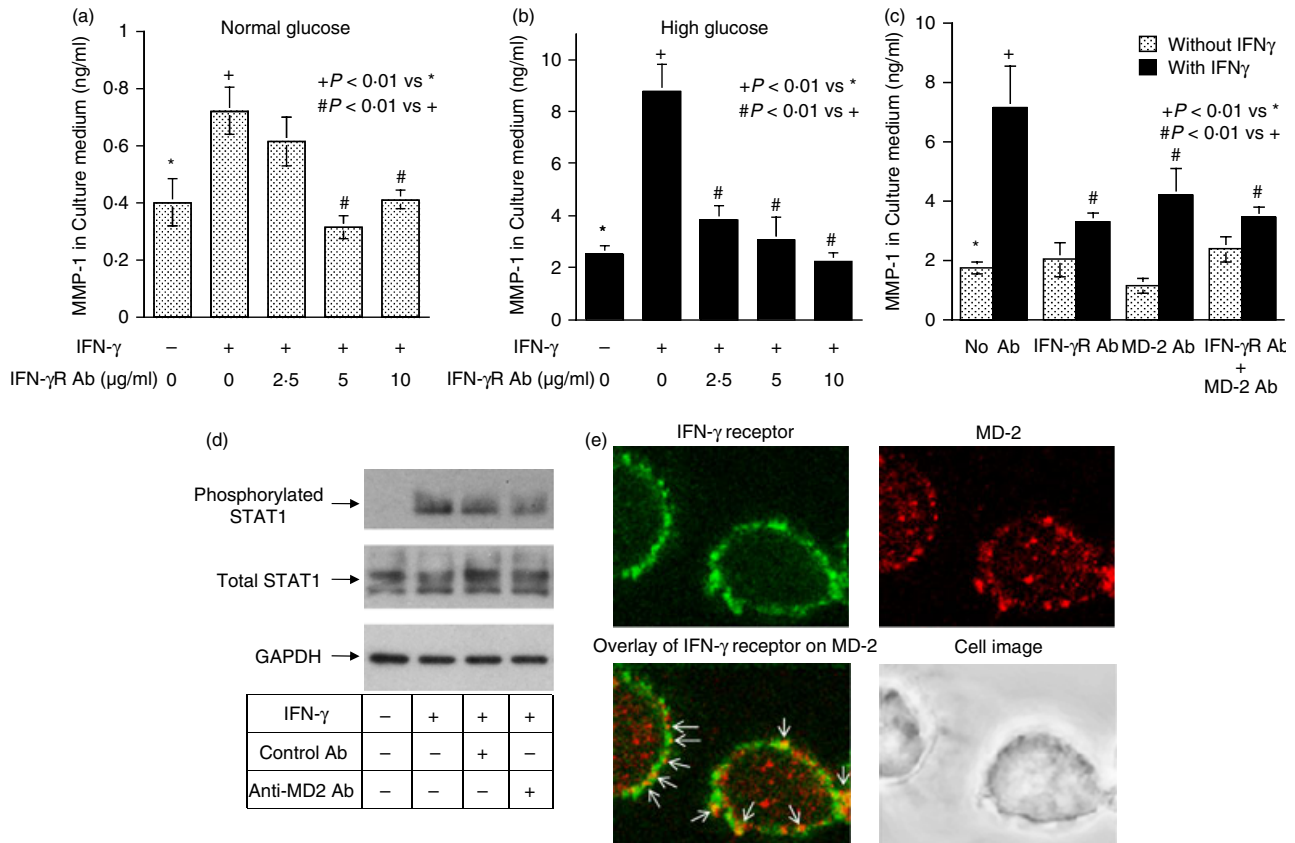 (a)
Normal glucose
MMP-1 in Culture medium (ng/ml)
1
0·8
0·6
0·4
0·2
0
+P < 0·01 vs *
#P < 0·01 vs +
*
+
#
#
IFN-γ – + + + +
IFN-γR Ab (μg/ml) 0 0 2·5 5 10
(b)
High glucose
MMP-1 in Culture medium (ng/ml)
10
8
6
4
2
0
+P < 0·01 vs *
#P < 0·01 vs +
*
+
#
#
#
IFN-γ – + + + +
IFN-γR Ab (μg/ml) 0 0 2·5 5 10
(c)
MMP-1 in Culture medium (ng/ml)
10
8
6
4
2
0
Without IFNγ
With IFNγ
+P < 0·01 vs *
#P < 0·01 vs +
*
+
#
#
#
No Ab IFN-γR Ab MD-2 Ab IFN-γR Ab
+
MD-2 Ab
(d)
Phosphorylated
STAT1
Total STAT1
GAPDH
IFN-γ – + + +
Control Ab – – + –
Anti-MD2 Ab – – – +
(e)
IFN-γ receptor
MD-2
Overlay of IFN-γ receptor on MD-2
Cell image